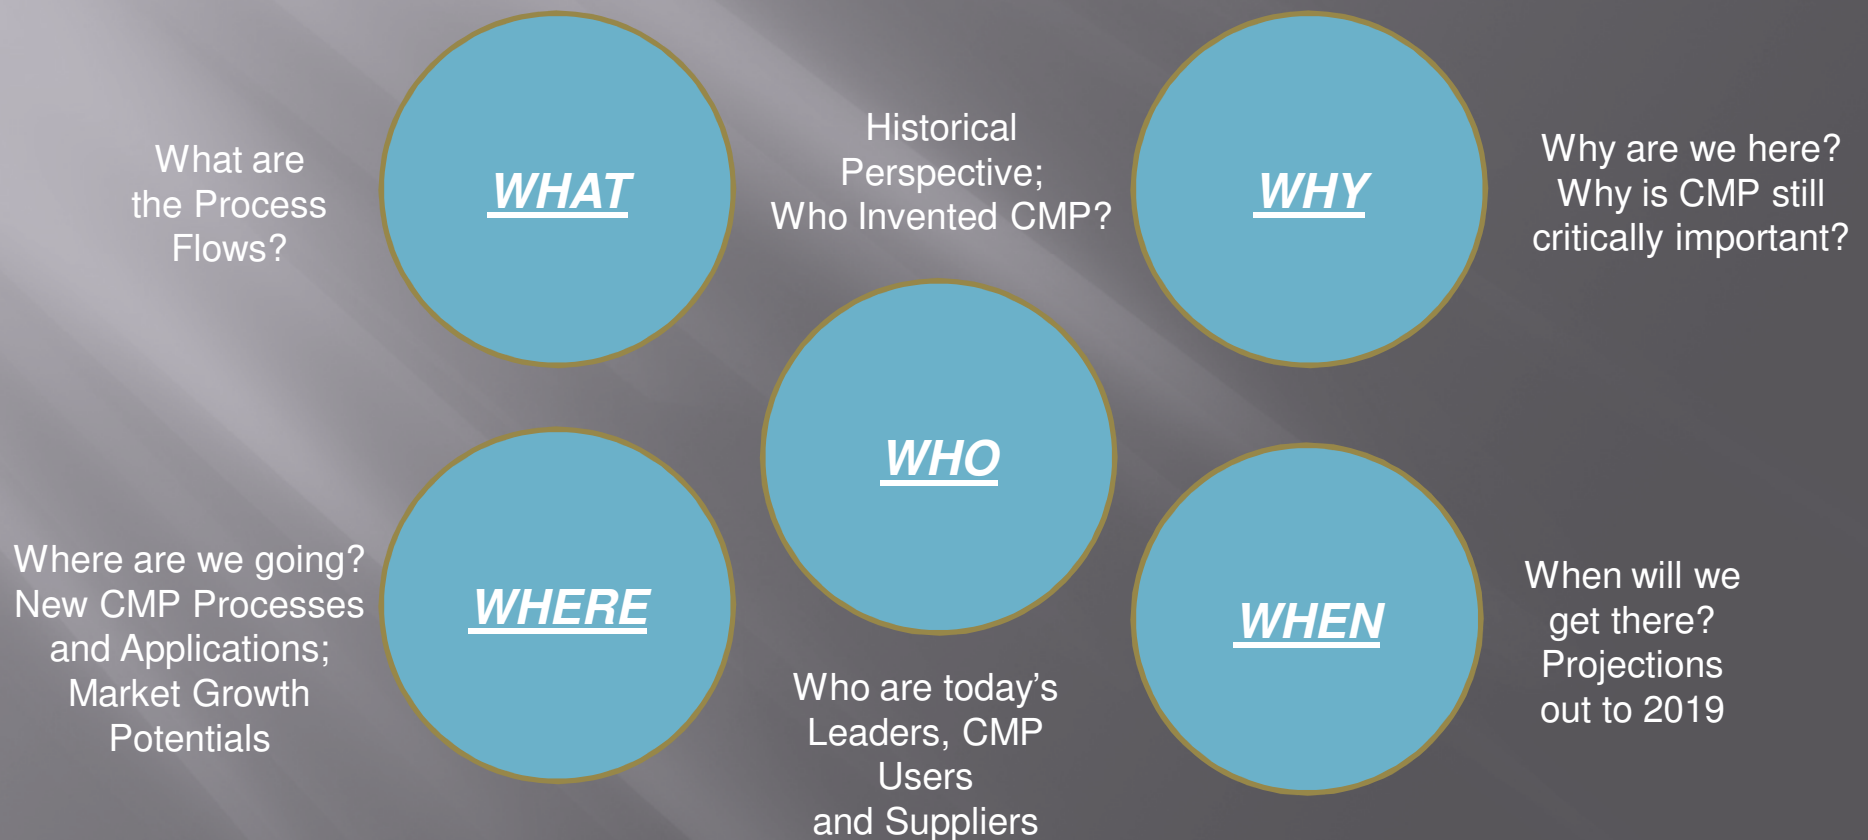 What are
the Process
Flows?
WHAT
Historical
Perspective;
Who Invented CMP?
WHY
Why are we here?
Why is CMP still
critically important?
WHO
Where are we going?
New CMP Processes
and Applications;
Market Growth
Potentials
WHERE
Who are today’s
Leaders, CMP
Users
and Suppliers
WHEN
When will we
get there?
Projections
out to 2019